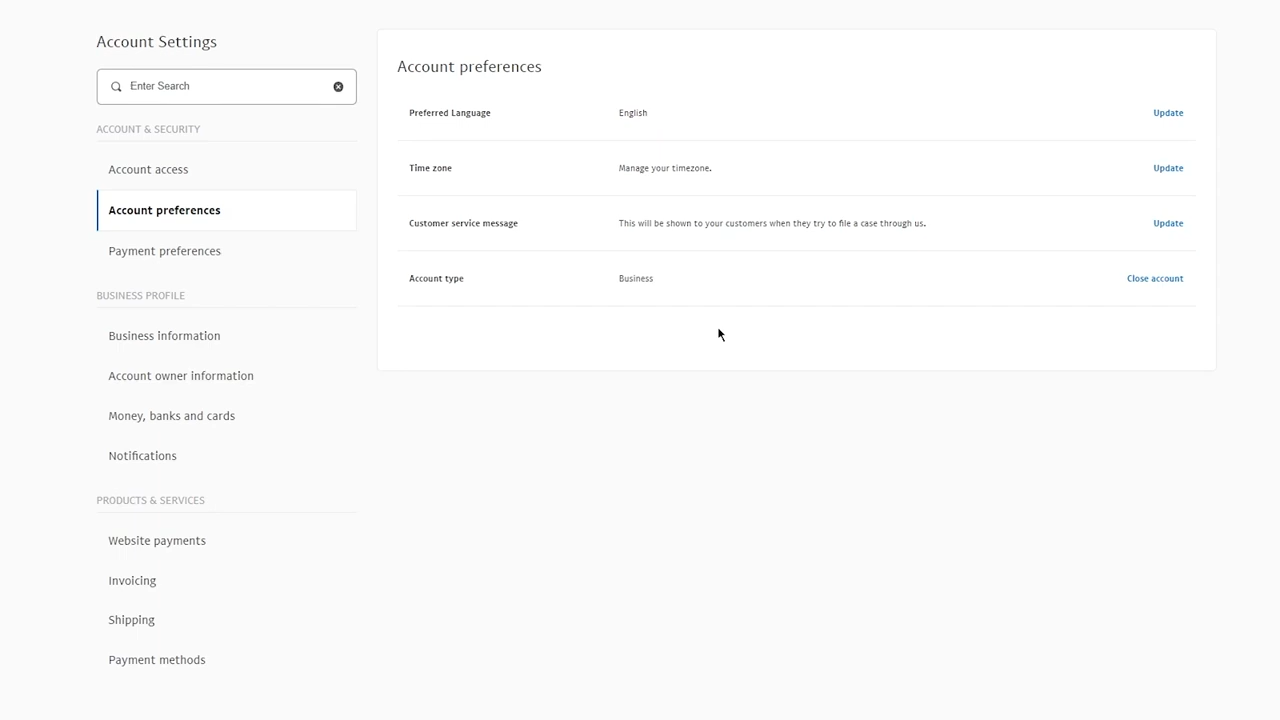 Account Settings
Enter Search
ACCOUNT & SECURITY
Account access
Account preferences
Payment preferences
BUSINESS PROFILE
Business information
Account owner information
Money, banks and cards
Notifications
PRODUCTS & SERVICES
Website payments
Invoicing
Shipping
Payment methods
Account preferences
Preferred Language English Update
Time zone Manage your timezone. Update
Customer service message This will be shown to your customers when they try to file a case through us. Update
Account type Business Close account